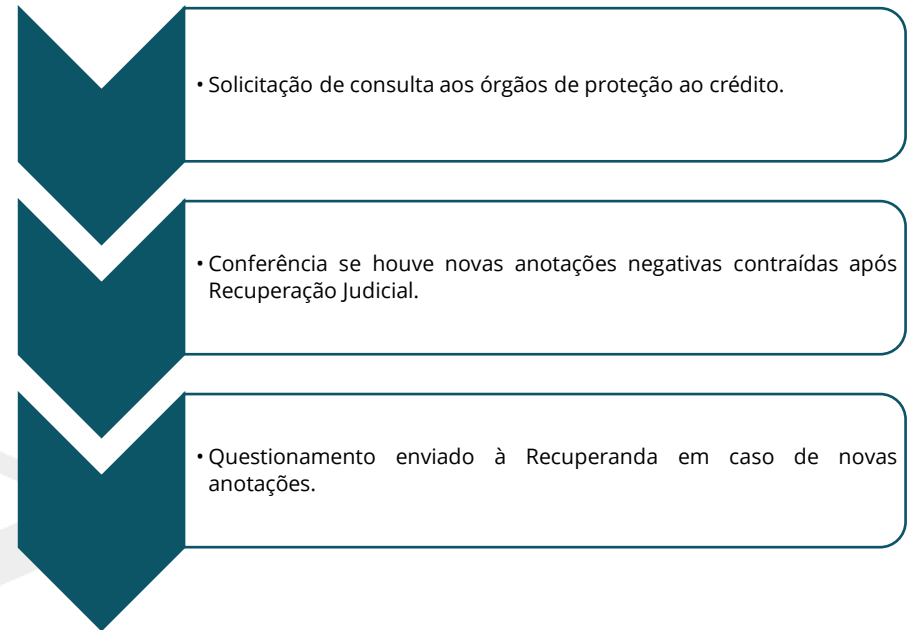 • Solicitação de consulta aos órgãos de proteção ao crédito.
• Conferência se houve novas anotações negativas contraídas após
Recuperação Judicial.
• Questionamento enviado à Recuperanda em caso de novas
anotações.